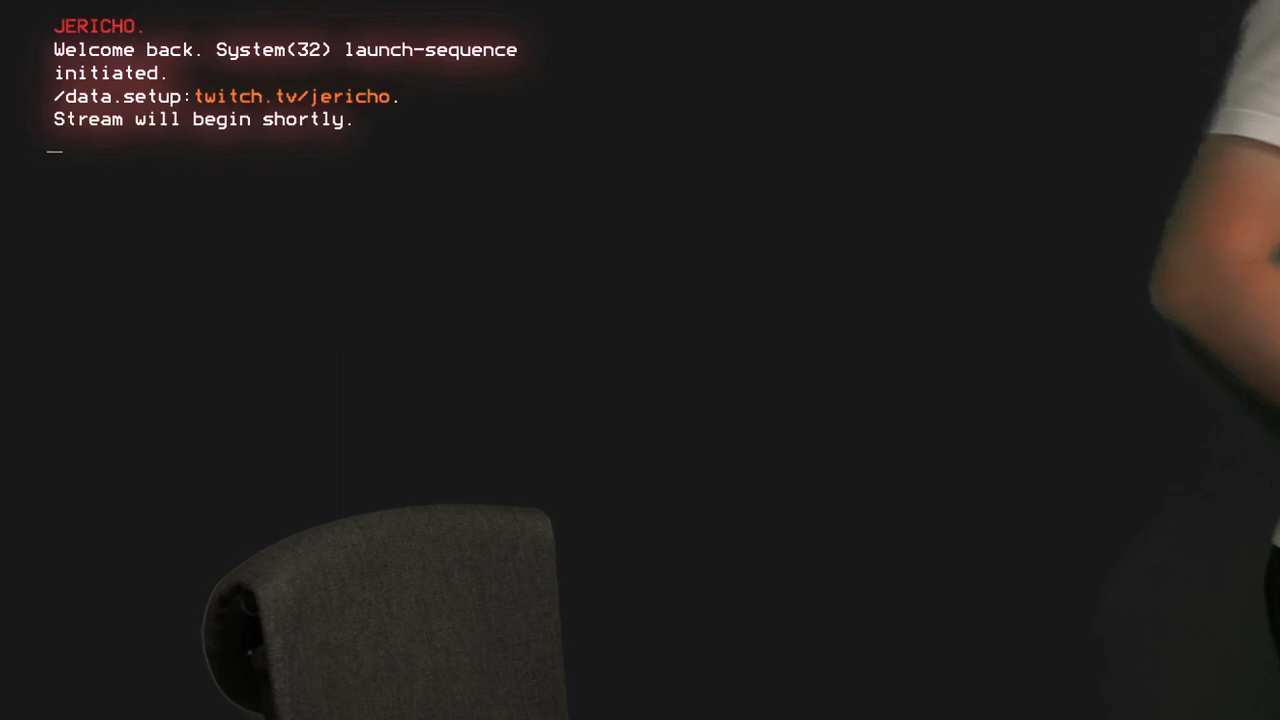 JERICHO.
Welcome back. System(32) launch-sequence
initiated.
/data.setup:twitch.tv/jericho.
Stream will begin shortly.